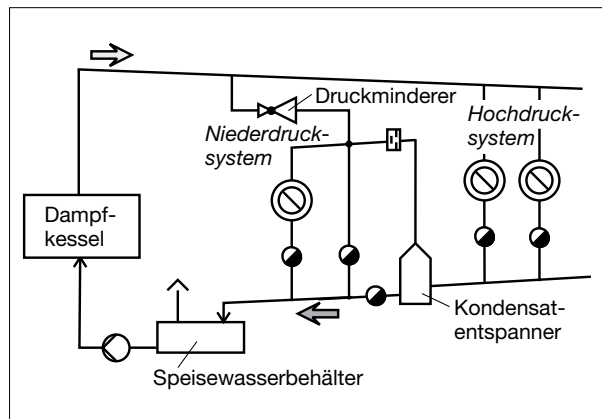 Druckminderer
Niederdruck-
system
Hochdruck-
system
Dampf-
kessel
Kondensat-
entspanner
Speisewasserbehälter